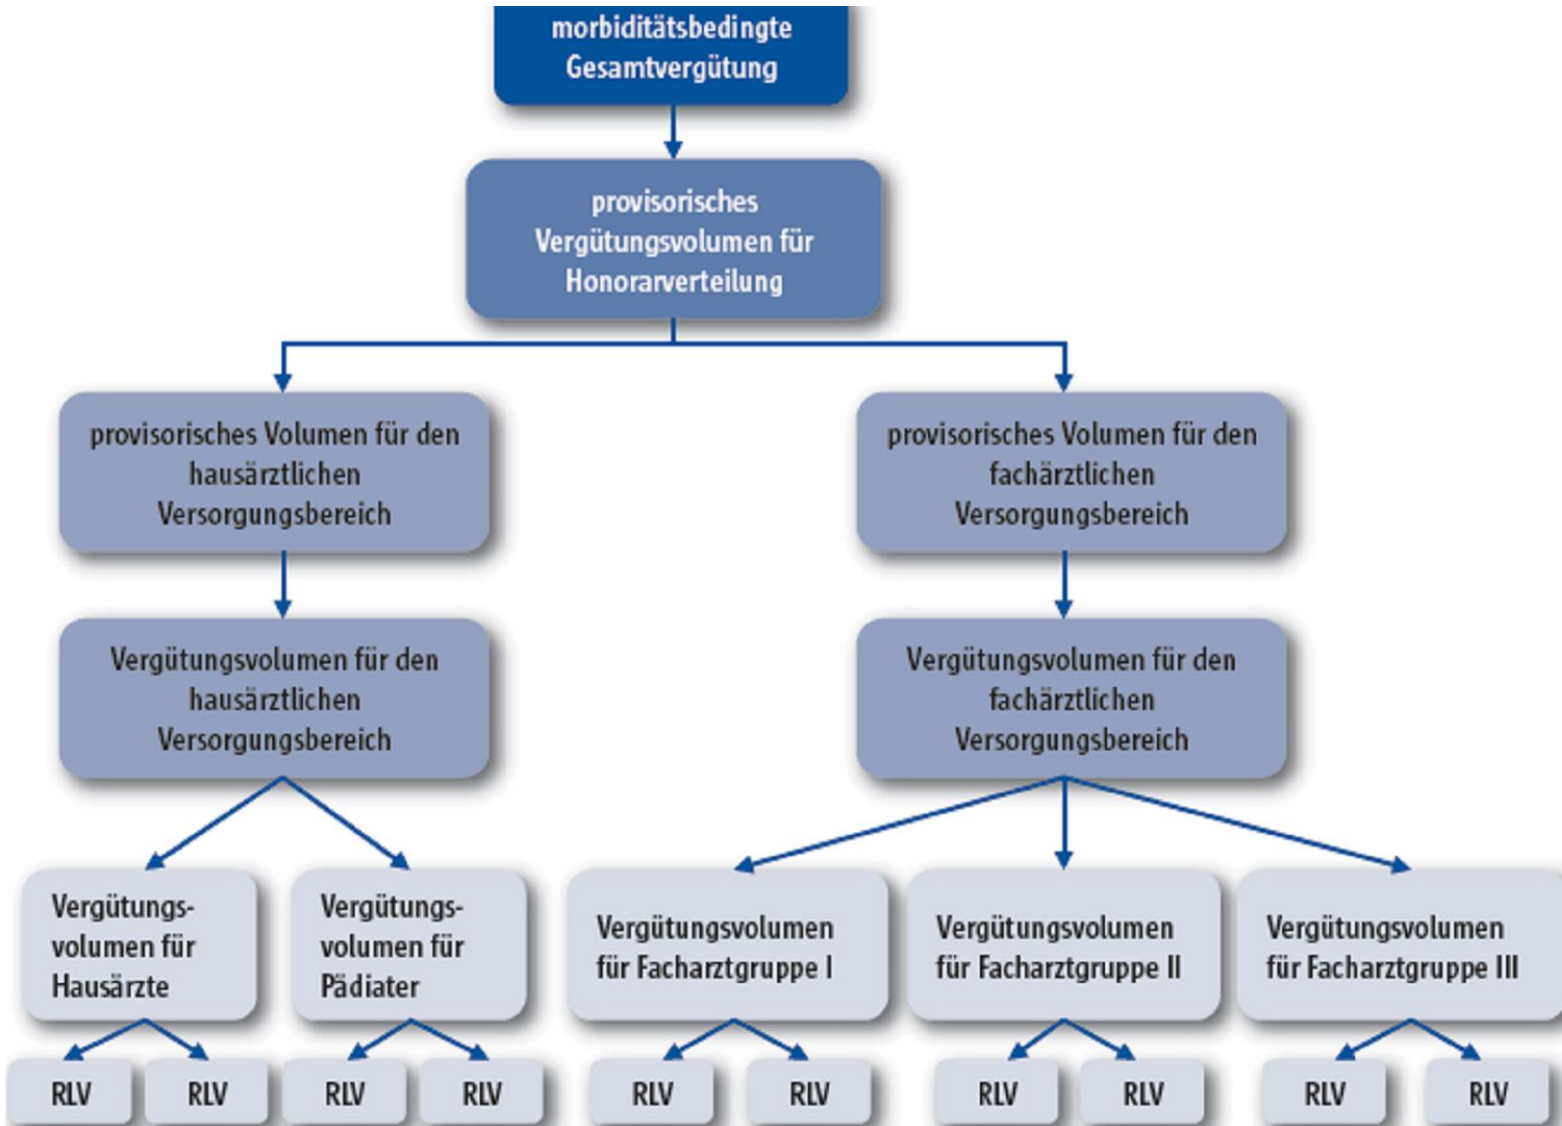 morbiditätsbedingte
Gesamtvergütung
provisorisches
Vergütungsvolumen für
Honorarverteilung
provisorisches Volumen für den
hausärztlichen
Versorgungsbereich
provisorisches Volumen für den
fachärztlichen
Versorgungsbereich
Vergütungsvolumen für den
hausärztlichen
Versorgungsbereich
Vergütungsvolumen für den
fachärztlichen
Versorgungsbereich
Vergütungs-
volumen für
Hausärzte
Vergütungs-
volumen für
Pädiater
Vergütungsvolumen
für Facharztgruppe I
Vergütungsvolumen
für Facharztgruppe II
Vergütungsvolumen
für Facharztgruppe III
RLV
RLV
RLV
RLV
RLV
RLV
RLV
RLV
RLV
RLV